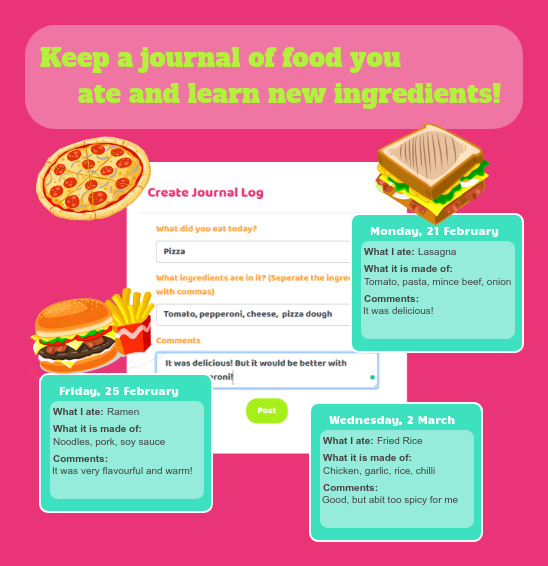 Keep a journal of food you
ate and learn new ingredients!
Create Journal Log
What did you eat today?
Pizza
What ingredients are in it? (Seperate the
with commas)
Tomato, pepperoni, cheese, pizza dough
Comments
It was delicious! But it would be better with
Post
Monday, 21 February
What I ate: Lasagna
What it is made of:
Tomato, pasta, mince beef, onion
Comments:
It was delicious!
Friday, 25 February
What I ate: Ramen
What it is made of:
Noodles, pork, soy sauce
Comments:
It was very flavourful and warm!
Wednesday, 2 March
What I ate: Fried Rice
What it is made of:
Chicken, garlic, rice, chilli
Comments:
Good, but abit too spicy for me